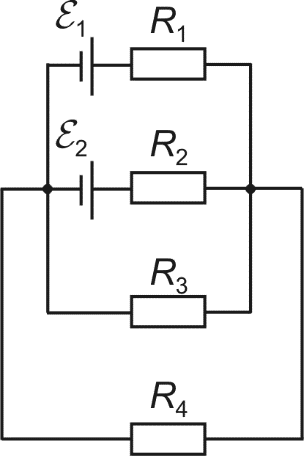 ℰ₁ R₁
ℰ₂ R₂
R₃
R₄